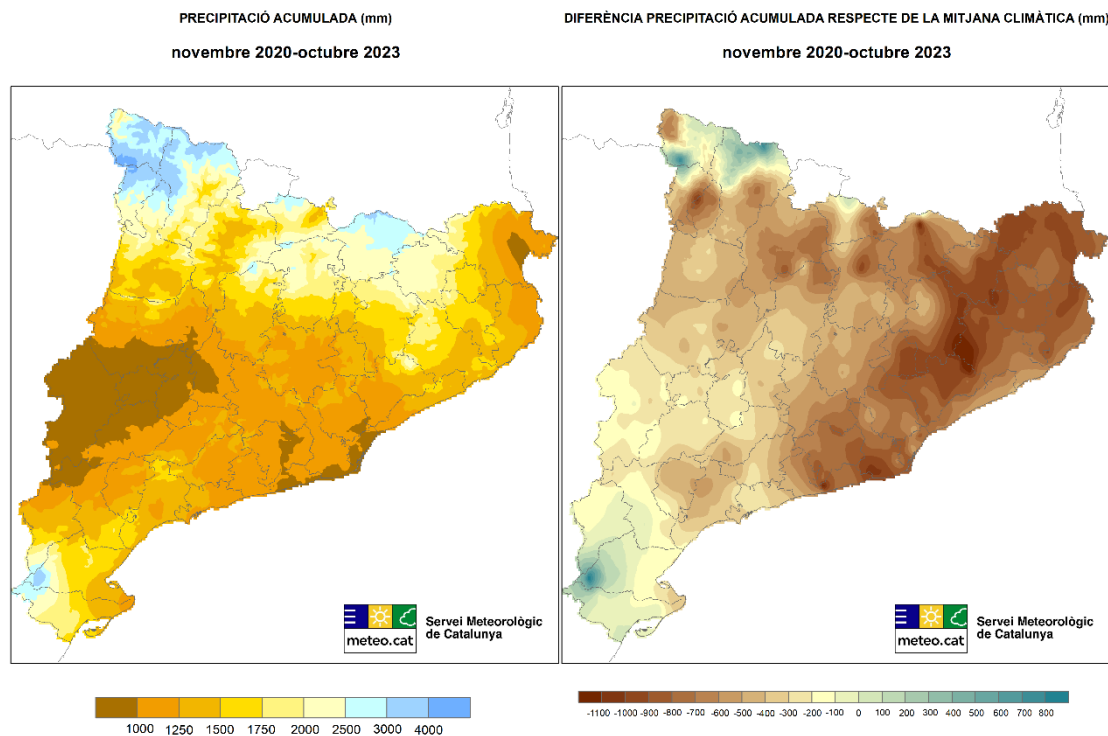 PRECIPITACIÓ ACUMULADA (mm)
novembre 2020-octubre 2023
Servei Meteorològic
de Catalunya
meteo.cat
1000 1250 1500 1750 2000 2500 3000 4000
DIFERÈNCIA PRECIPITACIÓ ACUMULADA RESPECTE DE LA MITJANA CLIMÀTICA (mm)
novembre 2020-octubre 2023
Servei Meteorològic
de Catalunya
meteo.cat
-1100 -1000 -900 -800 -700 -600 -500 -400 -300 -200 -100 0 100 200 300 400 500 600 700 800